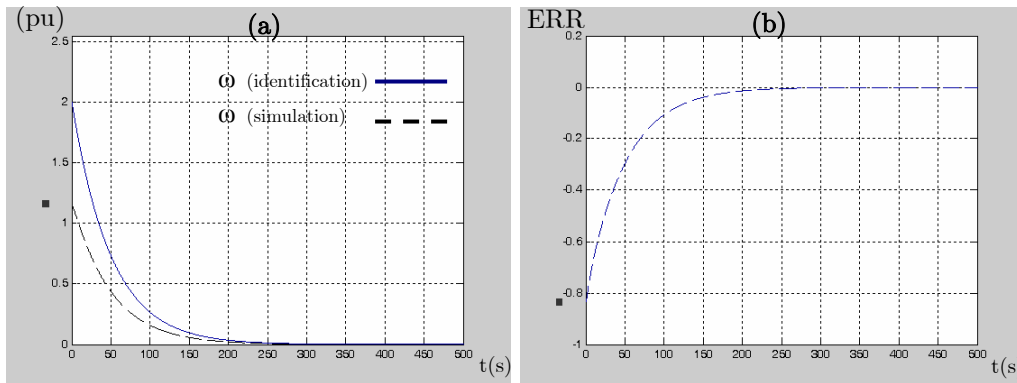 (pu)
(a)
2.5
2
1.5
1
0.5
0
ω (identification)
ω (simulation)
0 50 100 150 200 250 300 350 400 450 500
t(s)
ERR
(b)
0.2
0
-0.2
-0.4
-0.6
-0.8
-1
0 50 100 150 200 250 300 350 400 450 500
t(s